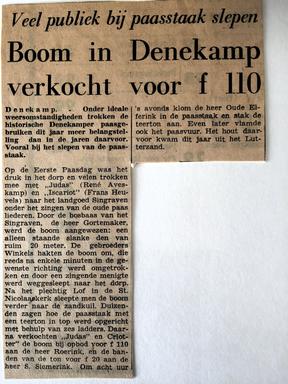 Veel publiek bij paasstaak slepen
Boom in Denekamp
verkocht voor f 110
Denekamp. - Onder ideale
weersomstandigheden trokken de
historische Denekamper paasge-
bruiken dit jaar meer belangstel-
ling dan in de jaren daarvoor.
Vooral bij het slepen van de paas-
staak.
Op de Eerste Paasdag was het
druk in het dorp en velen trokken
mee met „Judas” (René Aves-
kamp) en „Iscariot” (Frans Heu-
vels) naar het landgoed Singraven
onder het zingen van de oude paas
liederen. Door de bosbaas van het
Singraven, de heer Gortemaker,
werd de boom aangewezen: een
alleen staande slanke den van
ruim 20 meter. De gebroeders
Winkels hakten de boom om, die
reeds na enkele minuten in de ge-
wenste richting werd omgetrok-
ken en door een zingende menigte
werd weggesleept naar het dorp.
Na het plechtig Lof in de St.
Nicolaaskerk sleepte men de boom
verder naar de zandkuil. Duizen-
den zagen hoe de paasstaak met
een teerton in top werd opgericht
met behulp van zes ladders. Daar-
na verkochten „Judas” en Criot-
ter” de boom bij opbod voor f 110
aan de heer Roerink, en de ban-
den van de ton voor f 20 aan de
heer S. Siemerink. Om acht uur
's avonds klom de heer Oude El-
ferink in de paasstaak en stak de
teerton aan. Even later vlamde
ook het paasvuur. Het hout daar-
voor kwam dit jaar uit het Lut-
terzand.